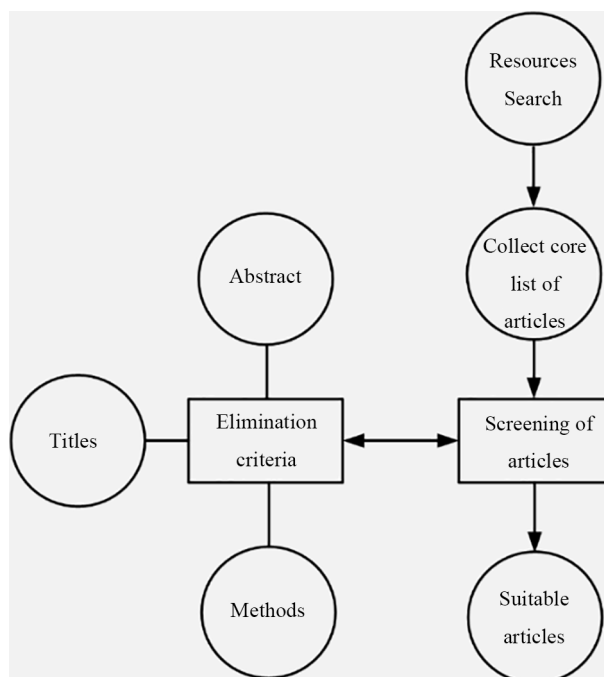 Resources
Search
Collect core
list of
articles
Abstract
Titles
Elimination
criteria
Screening of
articles
Methods
Suitable
articles